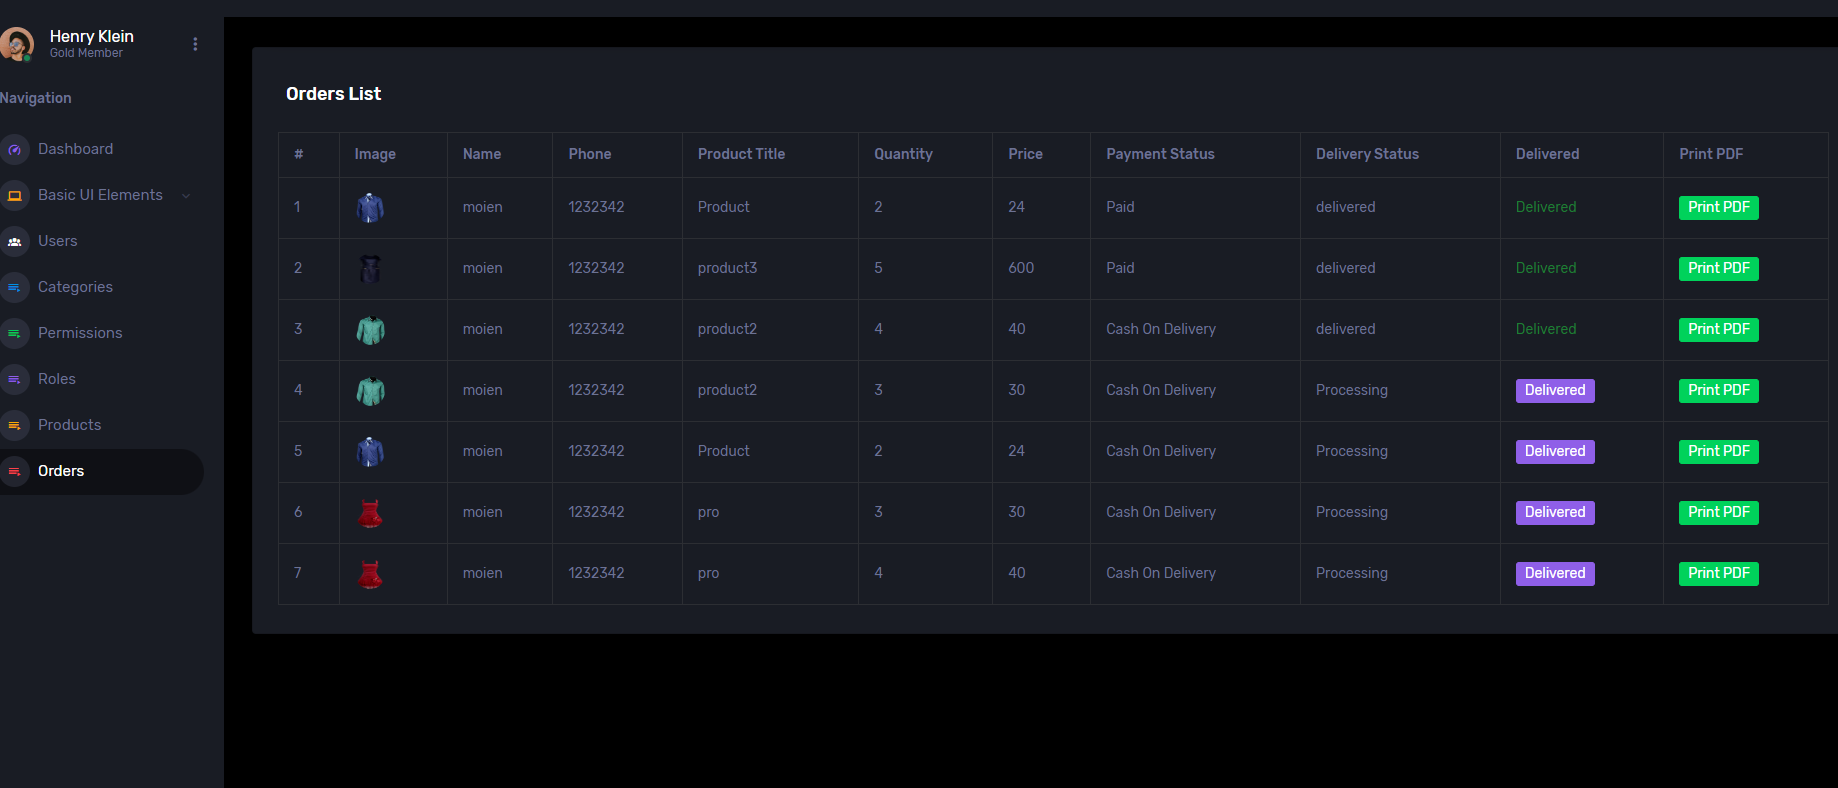 Henry Klein
Gold Member
Navigation
Dashboard
Basic UI Elements
Users
Categories
Permissions
Roles
Products
Orders
Orders List
# Image Name Phone Product Title Quantity Price Payment Status Delivery Status Delivered Print PDF
1 moien 1232342 Product 2 24 Paid delivered Delivered Print PDF
2 moien 1232342 product3 5 600 Paid delivered Delivered Print PDF
3 moien 1232342 product2 4 40 Cash On Delivery delivered Delivered Print PDF
4 moien 1232342 product2 3 30 Cash On Delivery Processing Delivered Print PDF
5 moien 1232342 Product 2 24 Cash On Delivery Processing Delivered Print PDF
6 moien 1232342 pro 3 30 Cash On Delivery Processing Delivered Print PDF
7 moien 1232342 pro 4 40 Cash On Delivery Processing Delivered Print PDF